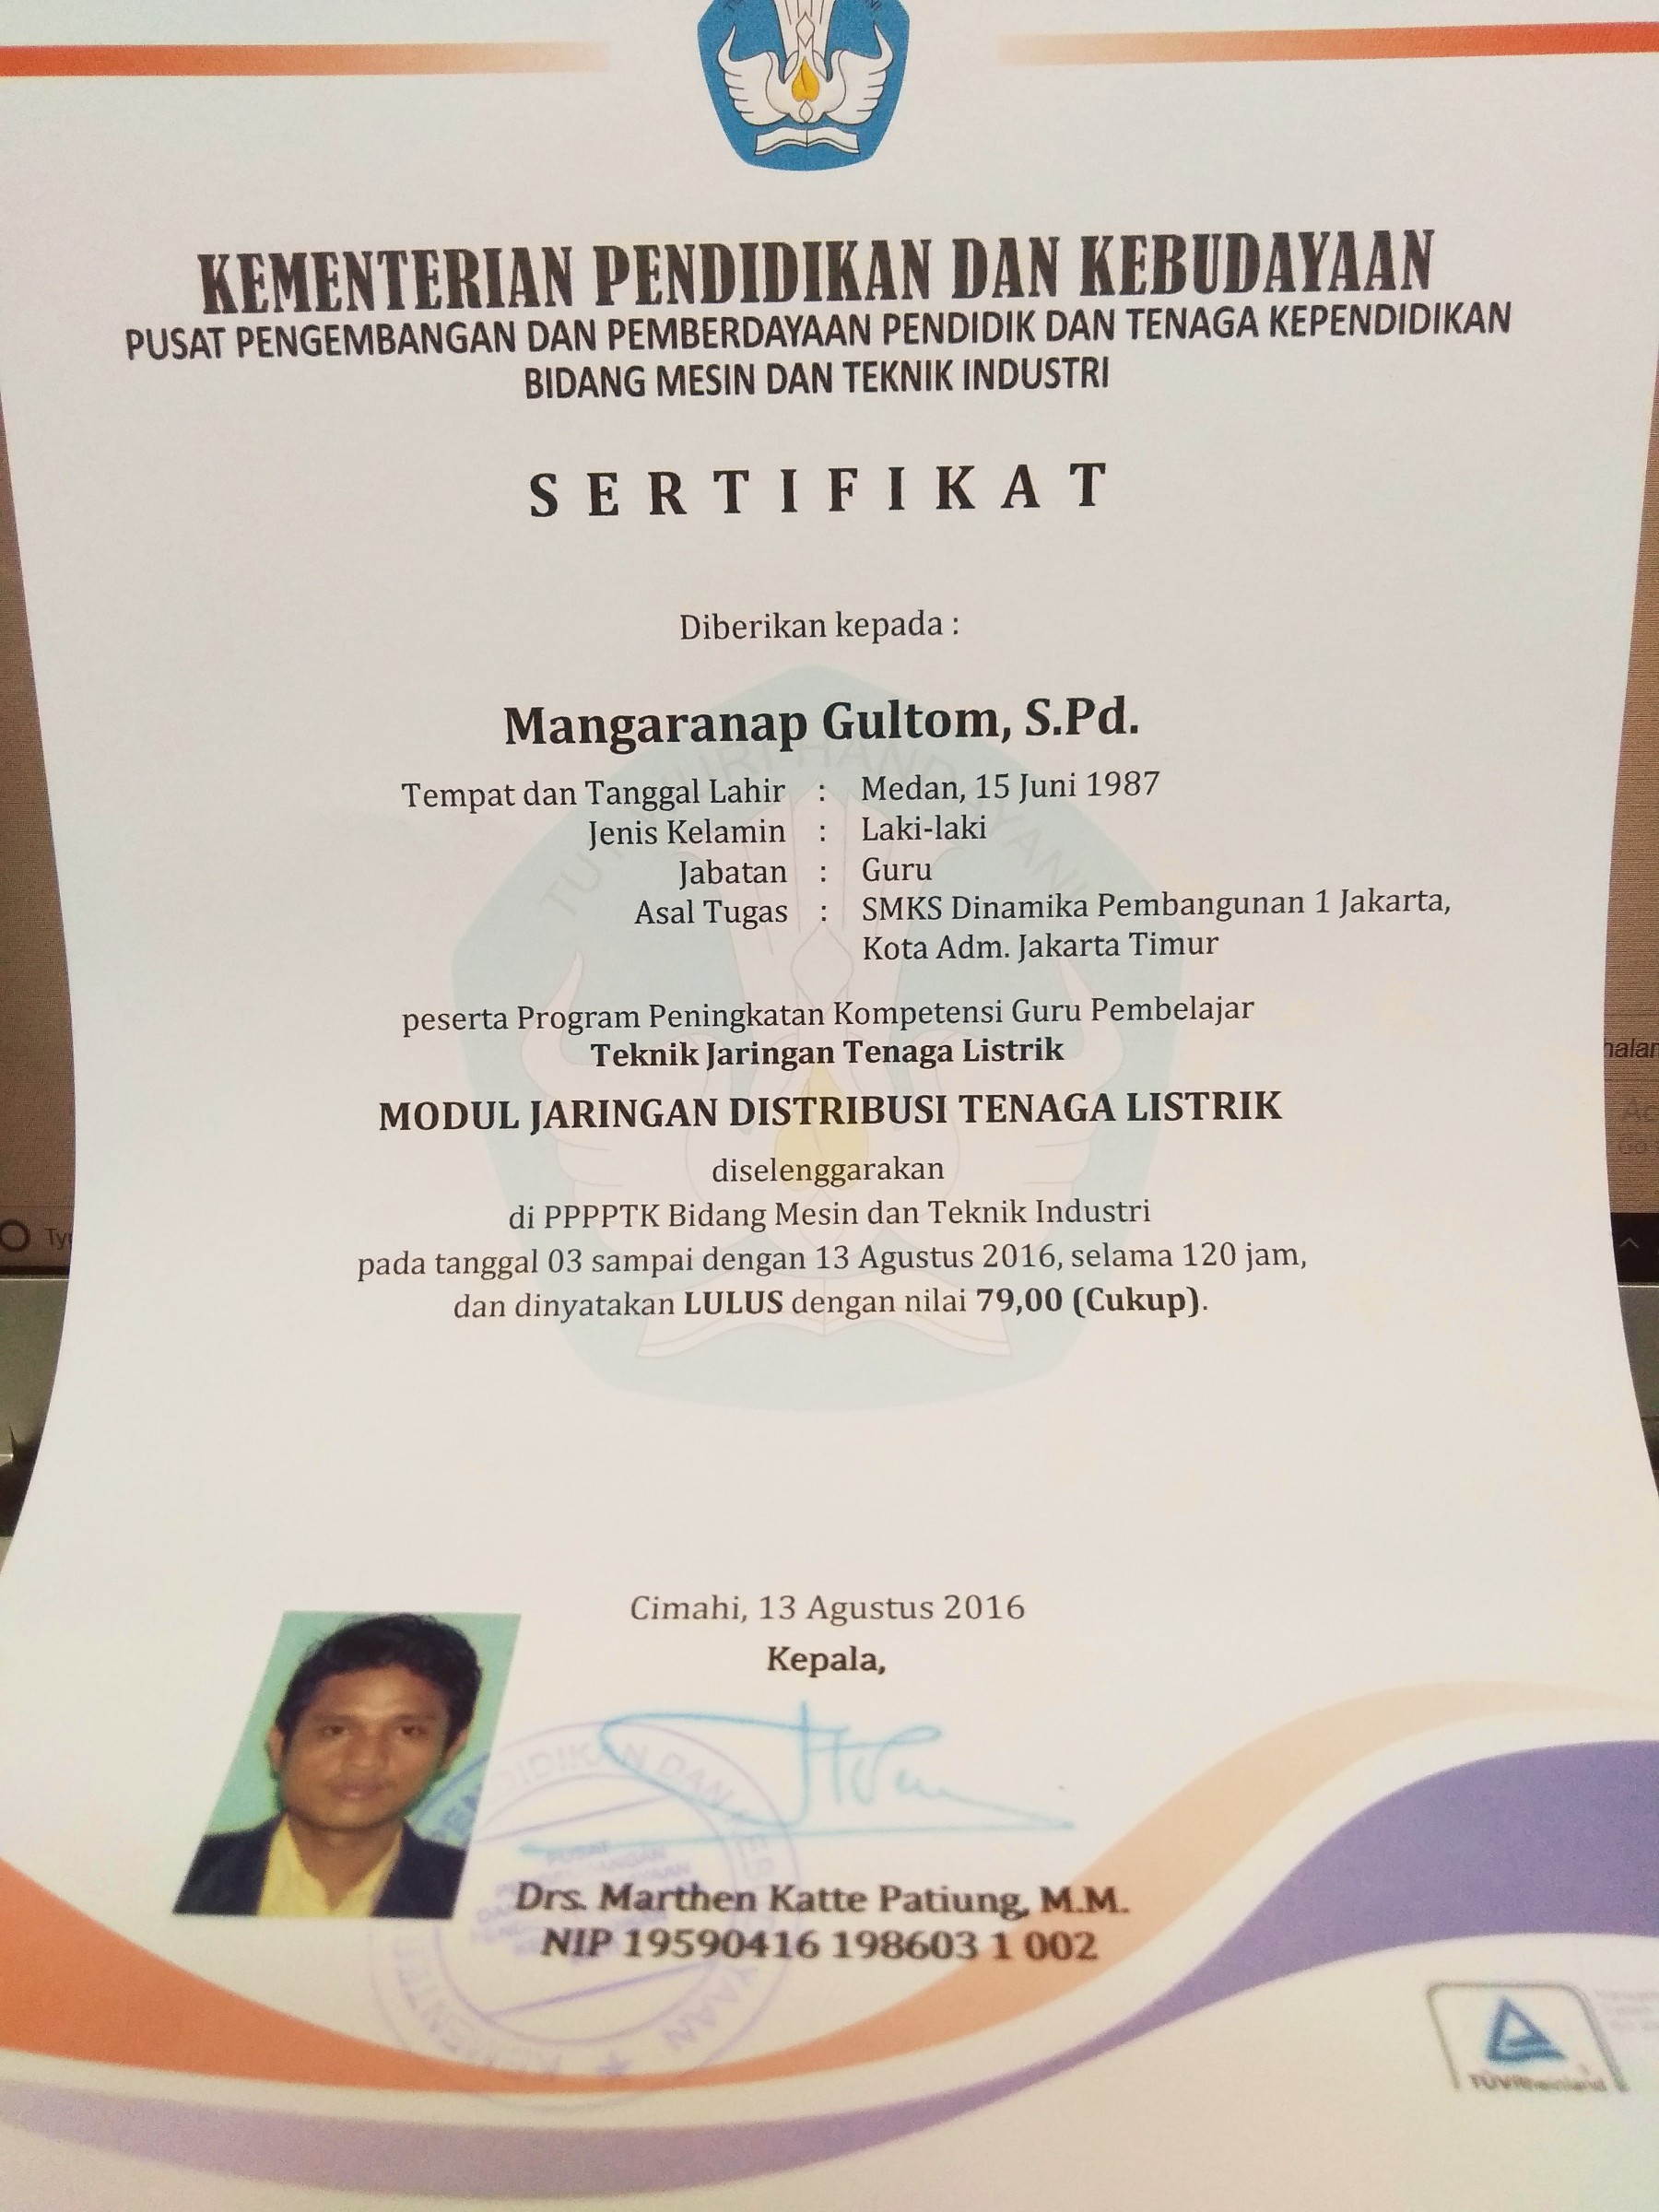 KEMENTERIAN PENDIDIKAN DAN KEBUDAYAAN
PUSAT PENGEMBANGAN DAN PEMBERDAYAAN PENDIDIK DAN TENAGA KEPENDIDIKAN
BIDANG MESIN DAN TEKNIK INDUSTRI
SERTIFIKAT
Diberikan kepada :
Mangaranap Gultom, S.Pd.
Tempat dan Tanggal Lahir : Medan, 15 Juni 1987
Jenis Kelamin : Laki-laki
Jabatan : Guru
Asal Tugas : SMKS Dinamika Pembangunan 1 Jakarta,
Kota Adm. Jakarta Timur
peserta Program Peningkatan Kompetensi Guru Pembelajar
Teknik Jaringan Tenaga Listrik
MODUL JARINGAN DISTRIBUSI TENAGA LISTRIK
diselenggarakan
di PPPPTK Bidang Mesin dan Teknik Industri
pada tanggal 03 sampai dengan 13 Agustus 2016, selama 120 jam,
dan dinyatakan LULUS dengan nilai 79,00 (Cukup).
Cimahi, 13 Agustus 2016
Kepala,
Drs. Marthen Katte Patiung, M.M.
NIP 19590416 198603 1 002
TÜVRheinland